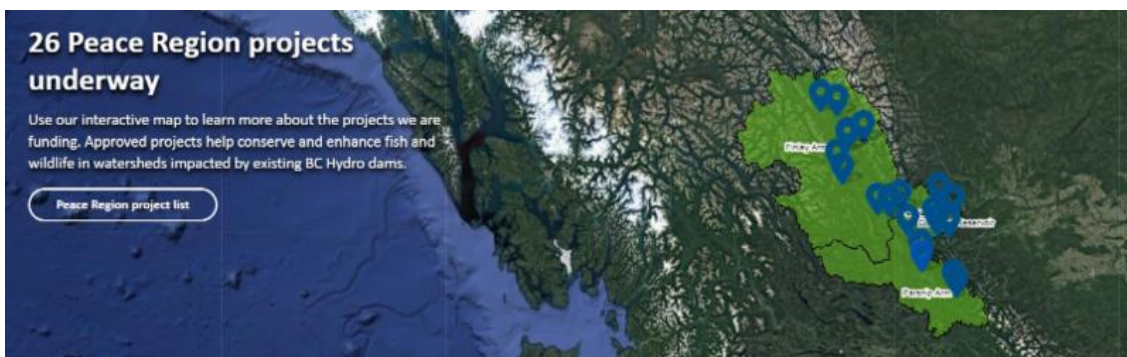 26 Peace Region projects
underway
Use our interactive map to learn more about the projects we are
funding. Approved projects help conserve and enhance fish and
wildlife in watersheds impacted by existing BC Hydro dams.
Peace Region project list
Finlay Arm
Reservoir
Parsnip Arm